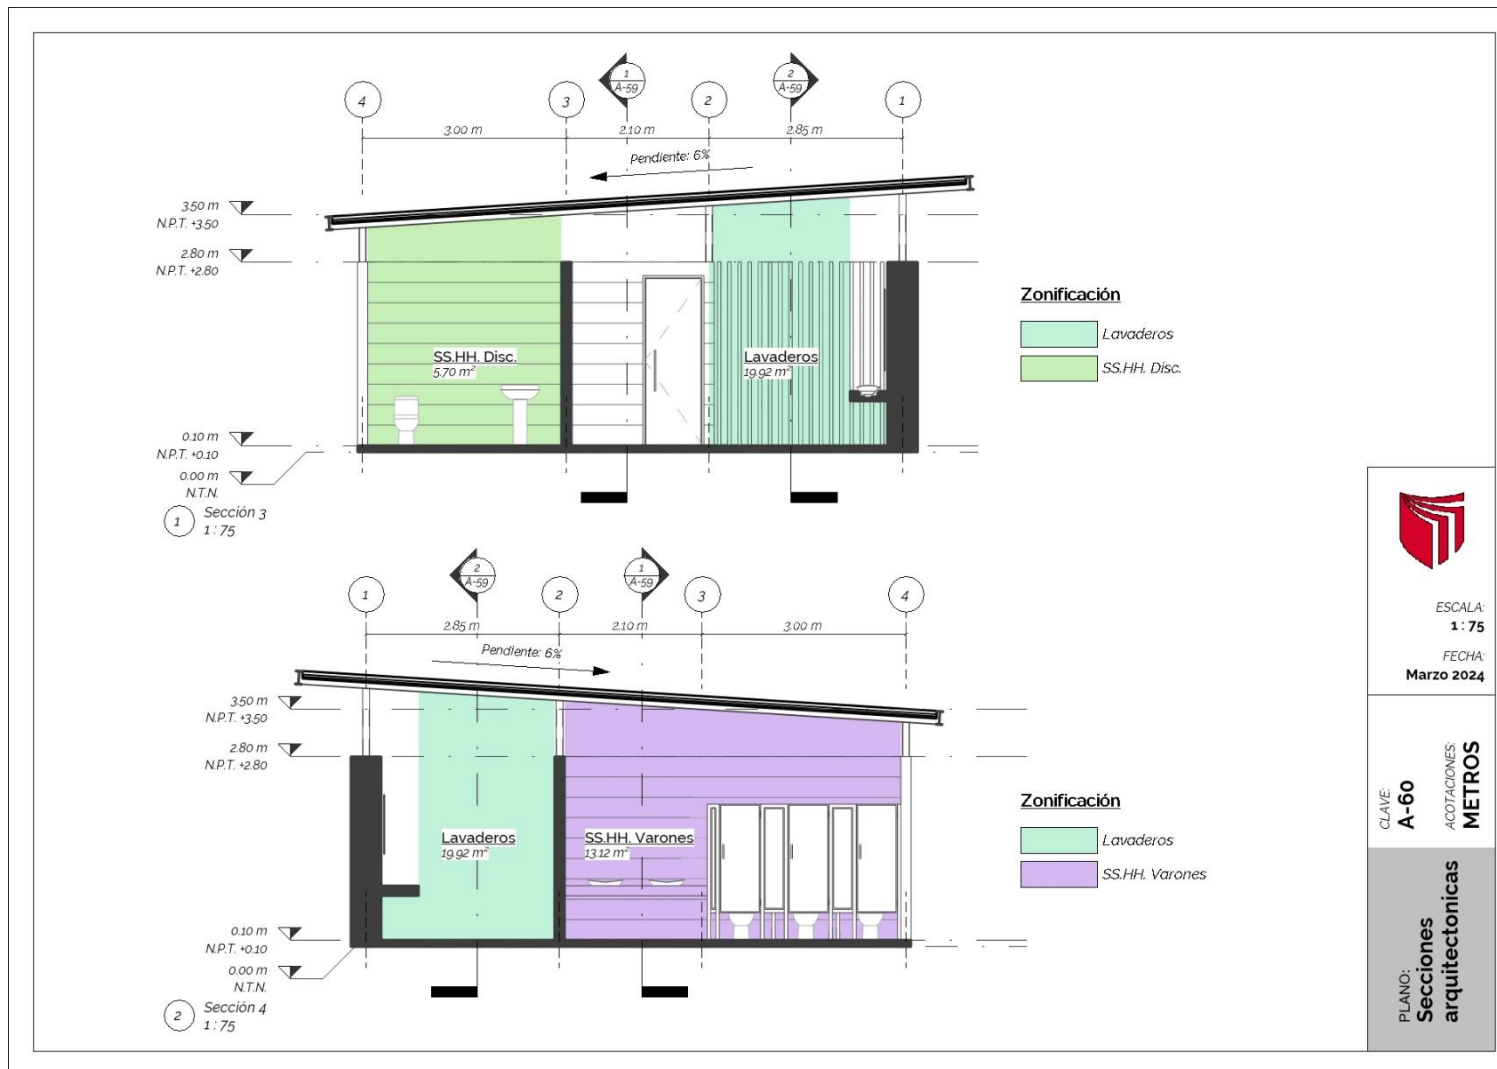 1
A-59
2
A-59
4
3
2
1
3.00 m
2.10 m
2.85 m
Pendiente: 6%
3.50 m
N.P.T. +3.50
2.80 m
N.P.T. +2.80
SS.HH. Disc.
5.70 m²
Lavaderos
19.92 m²
0.10 m
N.P.T. +0.10
0.00 m
N.T.N.
1
Sección 3
1 : 75
Zonificación
Lavaderos
SS.HH. Disc.
2
A-59
1
A-59
1
2
3
4
2.85 m
2.10 m
3.00 m
Pendiente: 6%
3.50 m
N.P.T. +3.50
2.80 m
N.P.T. +2.80
Lavaderos
19.92 m²
SS.HH. Varones
13.12 m²
0.10 m
N.P.T. +0.10
0.00 m
N.T.N.
2
Sección 4
1 : 75
Zonificación
Lavaderos
SS.HH. Varones
ESCALA:
1 : 75
FECHA:
Marzo 2024
CLAVE:
A-60
ACOTACIONES:
METROS
PLANO:
Secciones
arquitectonicas